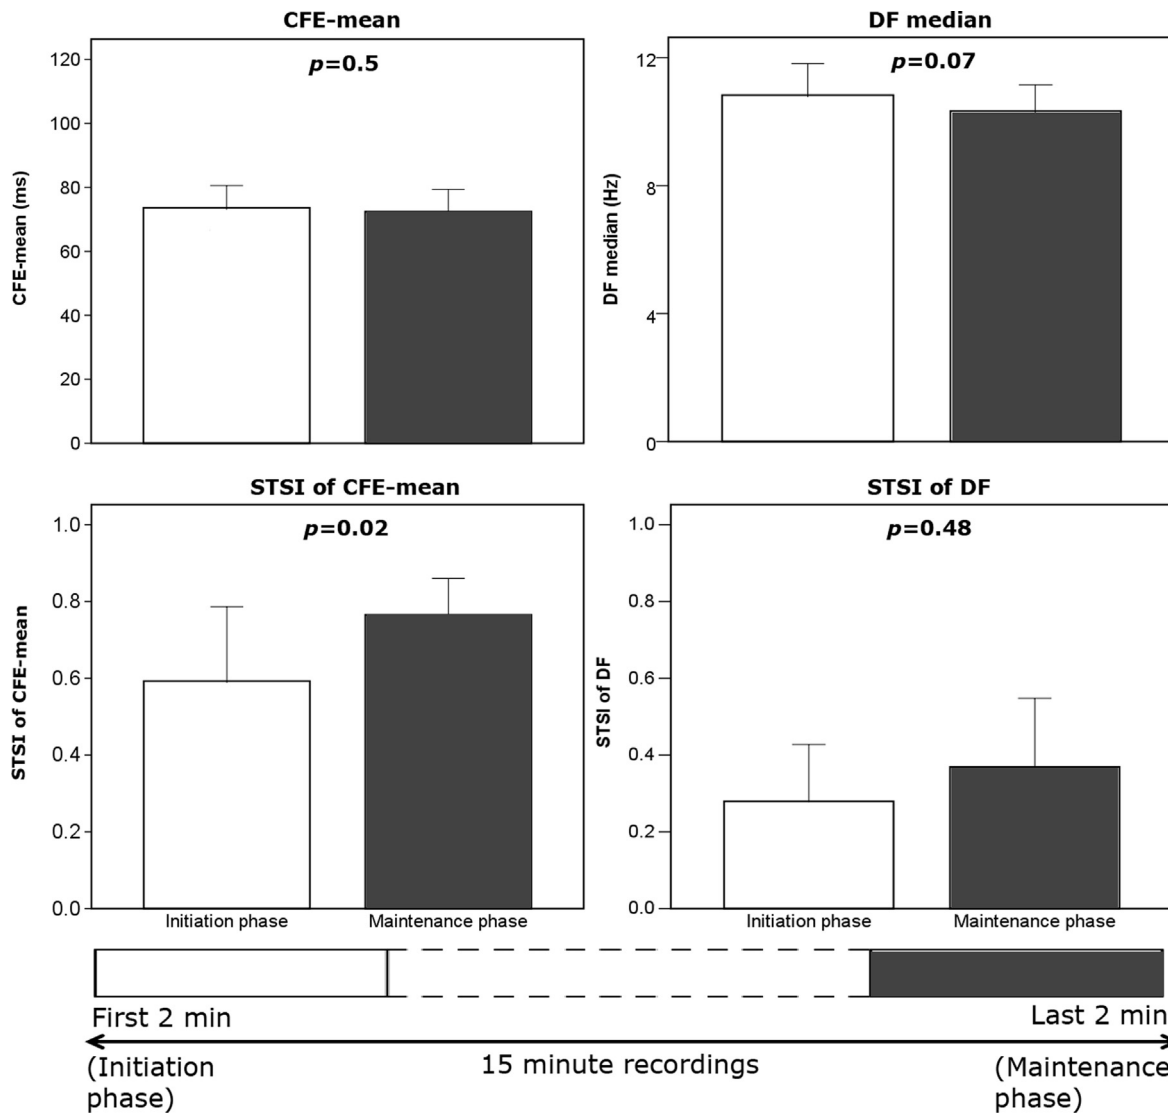 CFE-mean
p=0.5
CFE-mean (ms)
120
100
80
60
40
20
0
DF median
p=0.07
DF median (Hz)
12
8
4
0
STSI of CFE-mean
p=0.02
STSI of CFE-mean
1.0
0.8
0.6
0.4
0.2
0.0
Initiation phase
Maintenance phase
STSI of DF
p=0.48
STSI of DF
1.0
0.8
0.6
0.4
0.2
0.0
Initiation phase
Maintenance phase
First 2 min
Last 2 min
(Initiation
phase)
15 minute recordings
(Maintenance
phase)